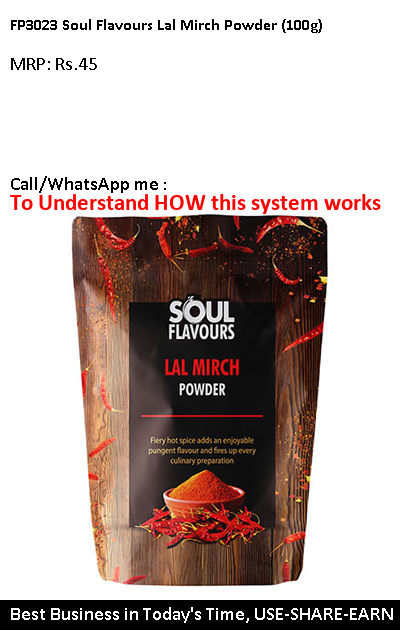 FP3023 Soul Flavours Lal Mirch Powder (100g)
MRP: Rs.45
Call/WhatsApp me :
To Understand HOW this system works
SOUL
FLAVOURS
LAL MIRCH
POWDER
Fiery hot spice adds an enjoyable
pungent flavour and fires up every
culinary preparation
Best Business in Today's Time, USE-SHARE-EARN